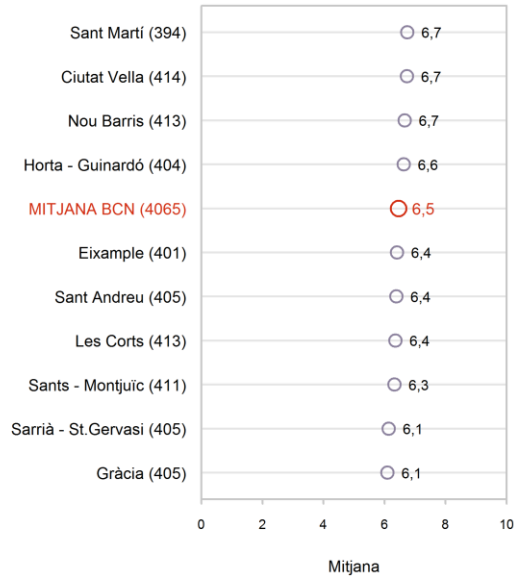 Sant Martí (394) 6,7
Ciutat Vella (414) 6,7
Nou Barris (413) 6,7
Horta - Guinardó (404) 6,6
MITJANA BCN (4065) 6,5
Eixample (401) 6,4
Sant Andreu (405) 6,4
Les Corts (413) 6,4
Sants - Montjuïc (411) 6,3
Sarrià - St.Gervasi (405) 6,1
Gràcia (405) 6,1
0 2 4 6 8 10
Mitjana